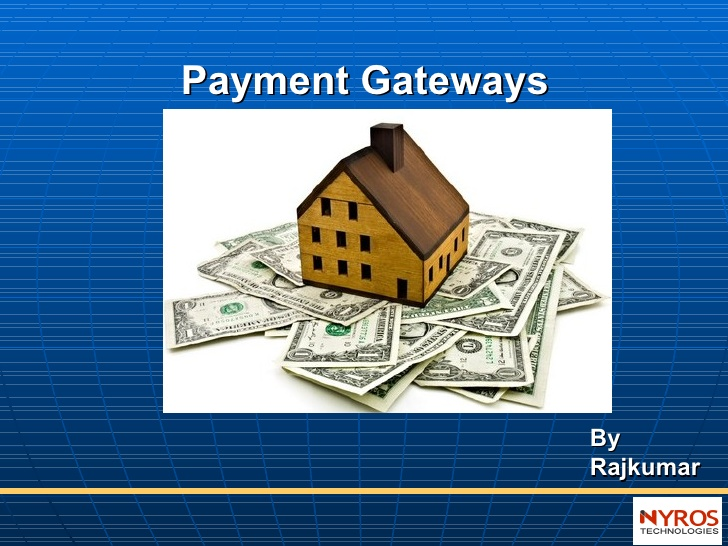 Payment Gateways
By
Rajkumar
NYROS
TECHNOLOGIES